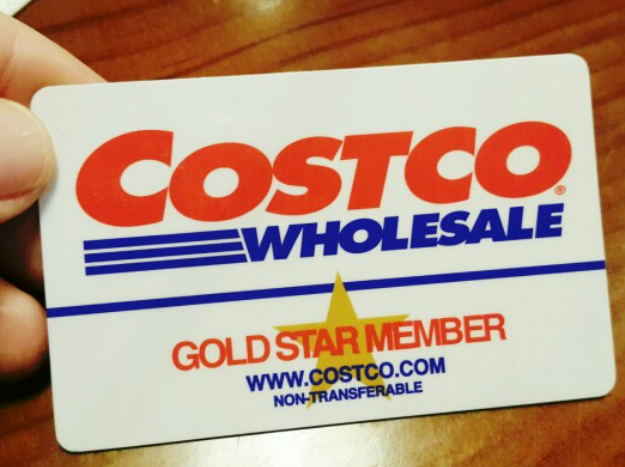 COSTCO®
WHOLESALE
GOLD STAR MEMBER
WWW.COSTCO.COM
NON-TRANSFERABLE